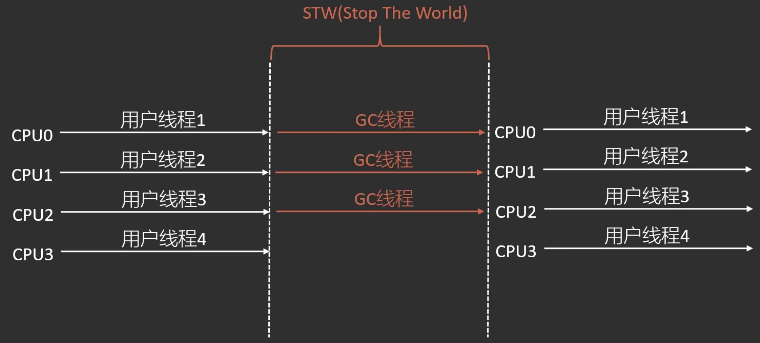 STW(Stop The World)
CPU0 用户线程1 GC线程 CPU0 用户线程1
CPU1 用户线程2 GC线程 CPU1 用户线程2
CPU2 用户线程3 GC线程 CPU2 用户线程3
CPU3 用户线程4 CPU3 用户线程4